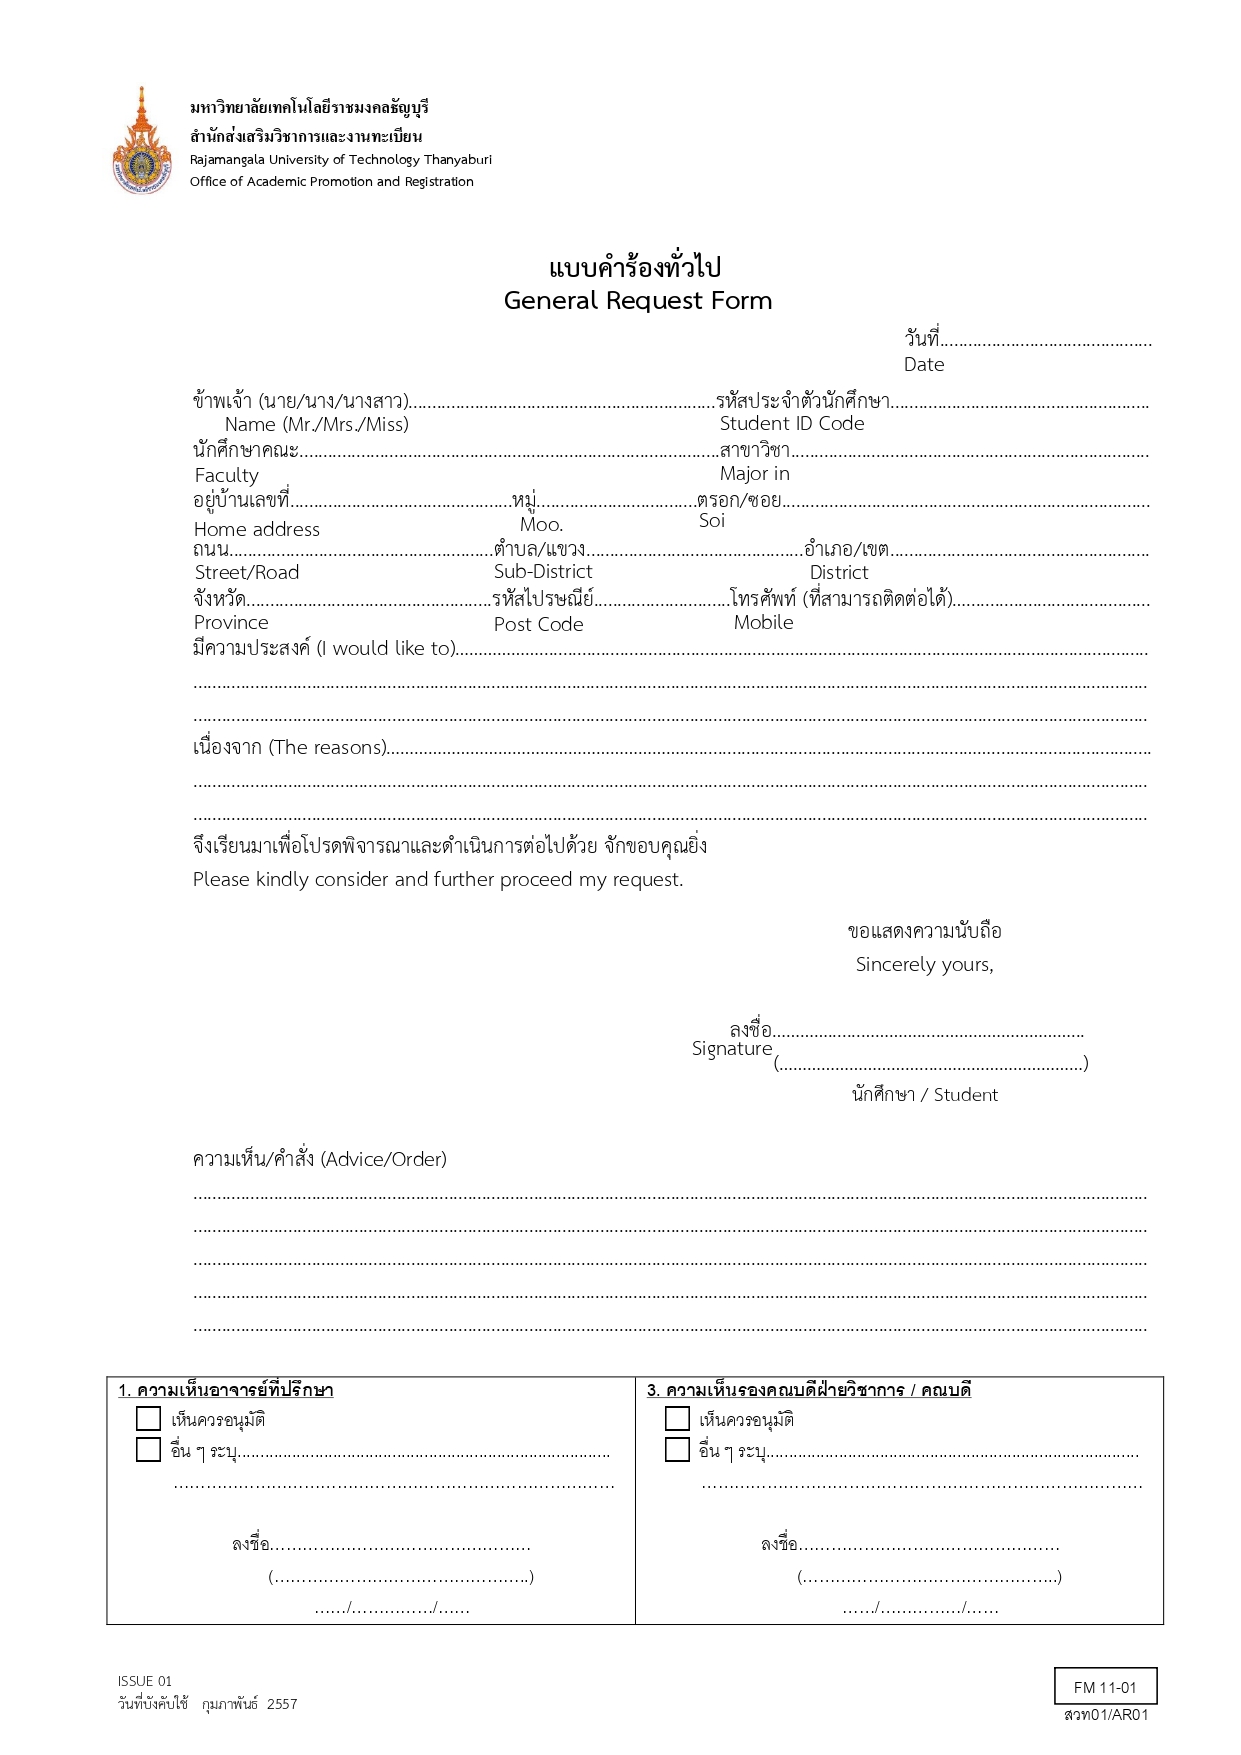 มหาวิทยาลัยเทคโนโลยีราชมงคลธัญบุรี
สำนักส่งเสริมวิชาการและงานทะเบียน
Rajamangala University of Technology Thanyaburi
Office of Academic Promotion and Registration
แบบคำร้องทั่วไป
General Request Form
วันที่............................................
Date
ข้าพเจ้า (นาย/นาง/นางสาว)................................................................รหัสประจำตัวนักศึกษา.......................................................
Name (Mr./Mrs./Miss) Student ID Code
นักศึกษาคณะ........................................................................................สาขาวิชา...........................................................................
Faculty Major in
อยู่บ้านเลขที่...............................................หมู่..................................ตรอก/ซอย..............................................................................
Home address Moo. Soi
ถนน........................................................ตำบล/แขวง..............................................อำเภอ/เขต.......................................................
Street/Road Sub-District District
จังหวัด....................................................รหัสไปรษณีย์.............................โทรศัพท์ (ที่สามารถติดต่อได้)..........................................
Province Post Code Mobile
มีความประสงค์ (I would like to)...................................................................................................................................................
..........................................................................................................................................................................................................
..........................................................................................................................................................................................................
เนื่องจาก (The reasons)..................................................................................................................................................................
..........................................................................................................................................................................................................
..........................................................................................................................................................................................................
จึงเรียนมาเพื่อโปรดพิจารณาและดำเนินการต่อไปด้วย จักขอบคุณยิ่ง
Please kindly consider and further proceed my request.
ขอแสดงความนับถือ
Sincerely yours,
ลงชื่อ..................................................................
Signature
(................................................................)
นักศึกษา / Student
ความเห็น/คำสั่ง (Advice/Order)
..........................................................................................................................................................................................................
..........................................................................................................................................................................................................
..........................................................................................................................................................................................................
..........................................................................................................................................................................................................
..........................................................................................................................................................................................................
1. ความเห็นอาจารย์ที่ปรึกษา
เห็นควรอนุมัติ
อื่น ๆ ระบุ...................................................................................
………………………………………………………………………
ลงชื่อ…………………………………………
(………………………………………..)
……/……………/……
3. ความเห็นรองคณบดีฝ่ายวิชาการ / คณบดี
เห็นควรอนุมัติ
อื่น ๆ ระบุ...................................................................................
………………………………………………………………………
ลงชื่อ…………………………………………
(………………………………………..)
……/……………/……
ISSUE 01
วันที่บังคับใช้ กุมภาพันธ์ 2557
FM 11-01
สวท01/AR01